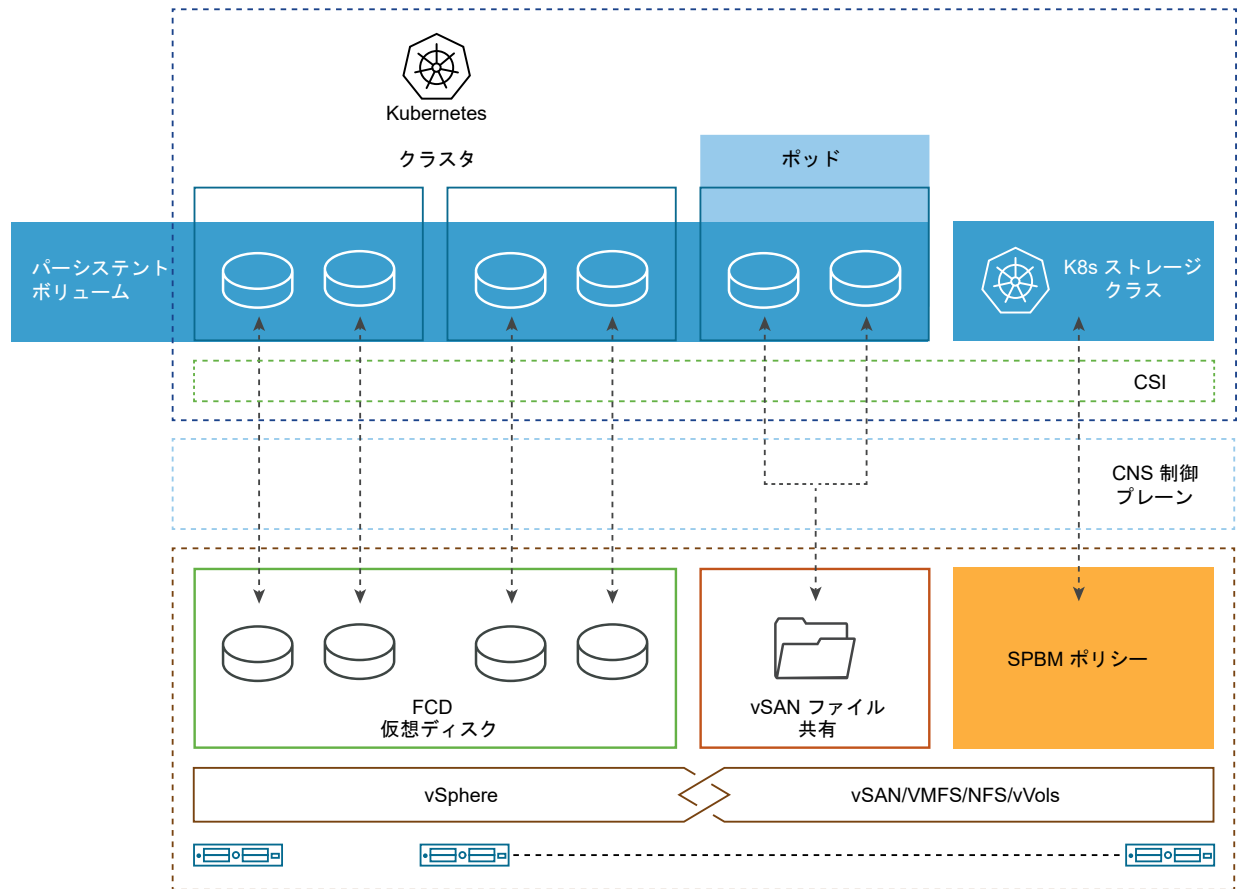 Kubernetes
クラスタ
ポッド
パーシステント
ボリューム
K8s ストレージ
クラス
CSI
CNS 制御
プレーン
FCD
仮想ディスク
vSAN ファイル
共有
SPBM ポリシー
vSphere
vSAN/VMFS/NFS/vVols